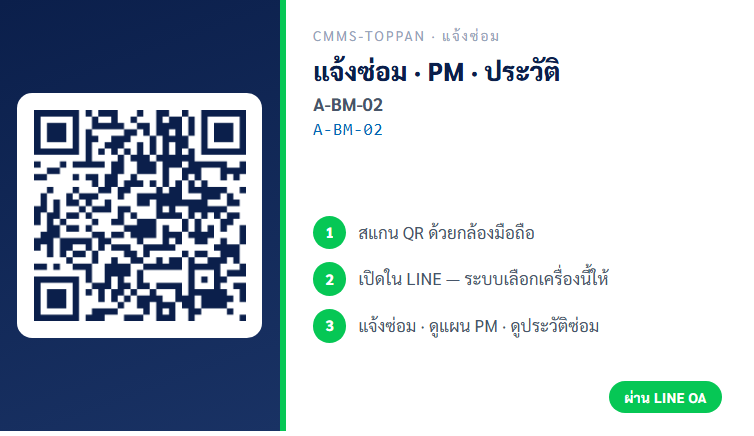 CMMS-TOPPAN · แจ้งซ่อม
แจ้งซ่อม · PM · ประวัติ
A-BM-02
A-BM-02
1 สแกน QR ด้วยกล้องมือถือ
2 เปิดใน LINE — ระบบเลือกเครื่องนี้ให้
3 แจ้งซ่อม · ดูแผน PM · ดูประวัติซ่อม
ผ่าน LINE OA